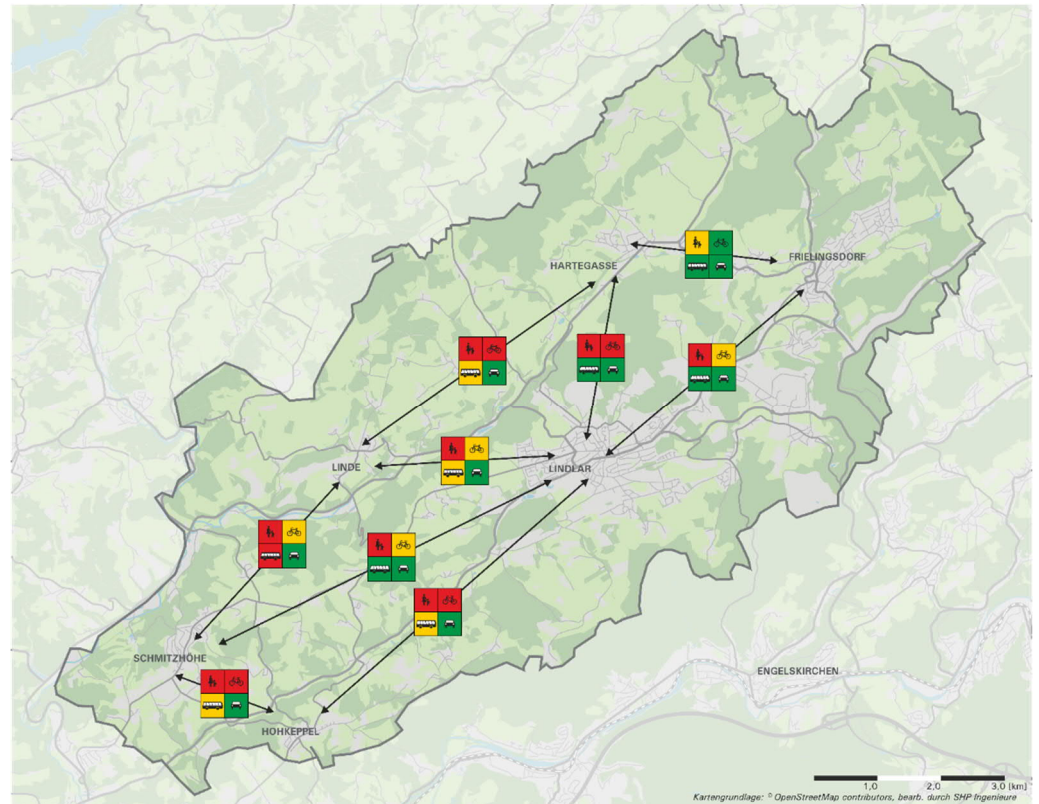 HARTEGASSE
FRIELINGSDORF
LINDE
LINDLAR
SCHMITZHÖHE
ENGELSKIRCHEN
HOHKEPPEL
1,0 2,0 3,0 [km]
Kartengrundlage: © OpenStreetMap contributors, bearb. durch SHP Ingenieure